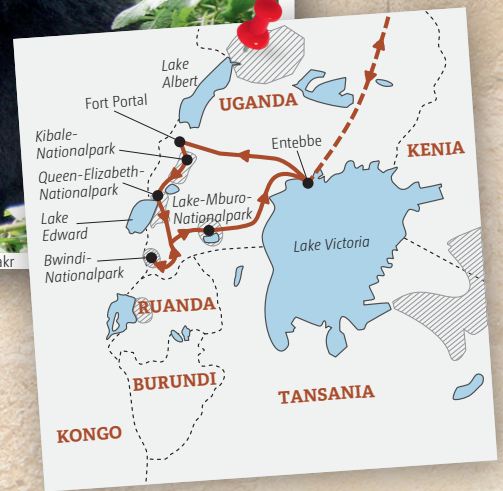 Lake
Albert
UGANDA
Fort Portal
Kibale-
Nationalpark
Entebbe
KENIA
Queen-Elizabeth-
Nationalpark
Lake-Mburo-
Nationalpark
Lake
Edward
Lake Victoria
Bwindi-
Nationalpark
akr
RUANDA
BURUNDI
TANSANIA
KONGO